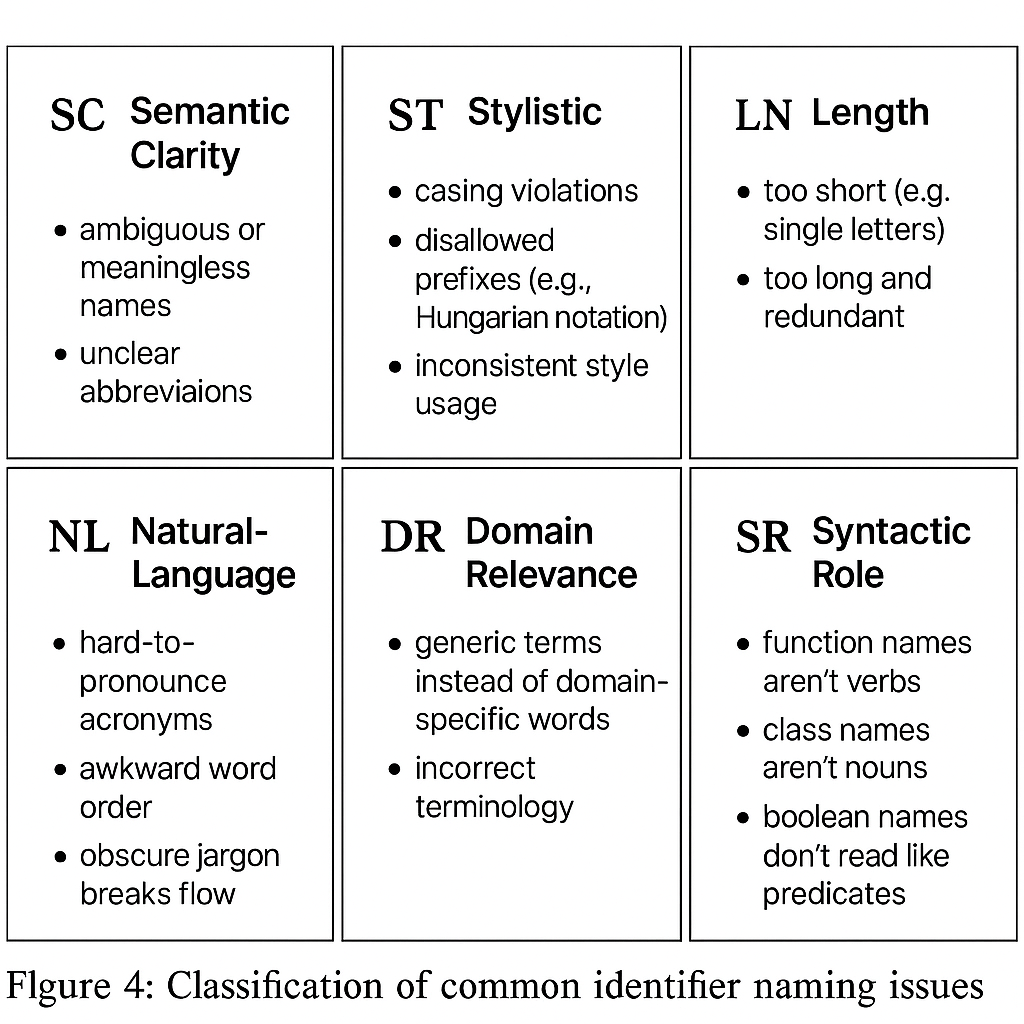 SC Semantic
Clarity
• ambiguous or
meaningless
names
• unclear
abbreviaions
ST Stylistic
• casing violations
• disallowed
prefixes (e.g.,
Hungarian notation)
• inconsistent style
usage
LN Length
• too short (e.g.
single letters)
• too long and
redundant
NL Natural-
Language
• hard-to-
pronounce
acronyms
• awkward word
order
• obscure jargon
breaks flow
DR Domain
Relevance
• generic terms
instead of domain-
specific words
• incorrect
terminology
SR Syntactic
Role
• function names
aren’t verbs
• class names
aren’t nouns
• boolean names
don’t read like
predicates
FIgure 4: Classification of common identifier naming issues